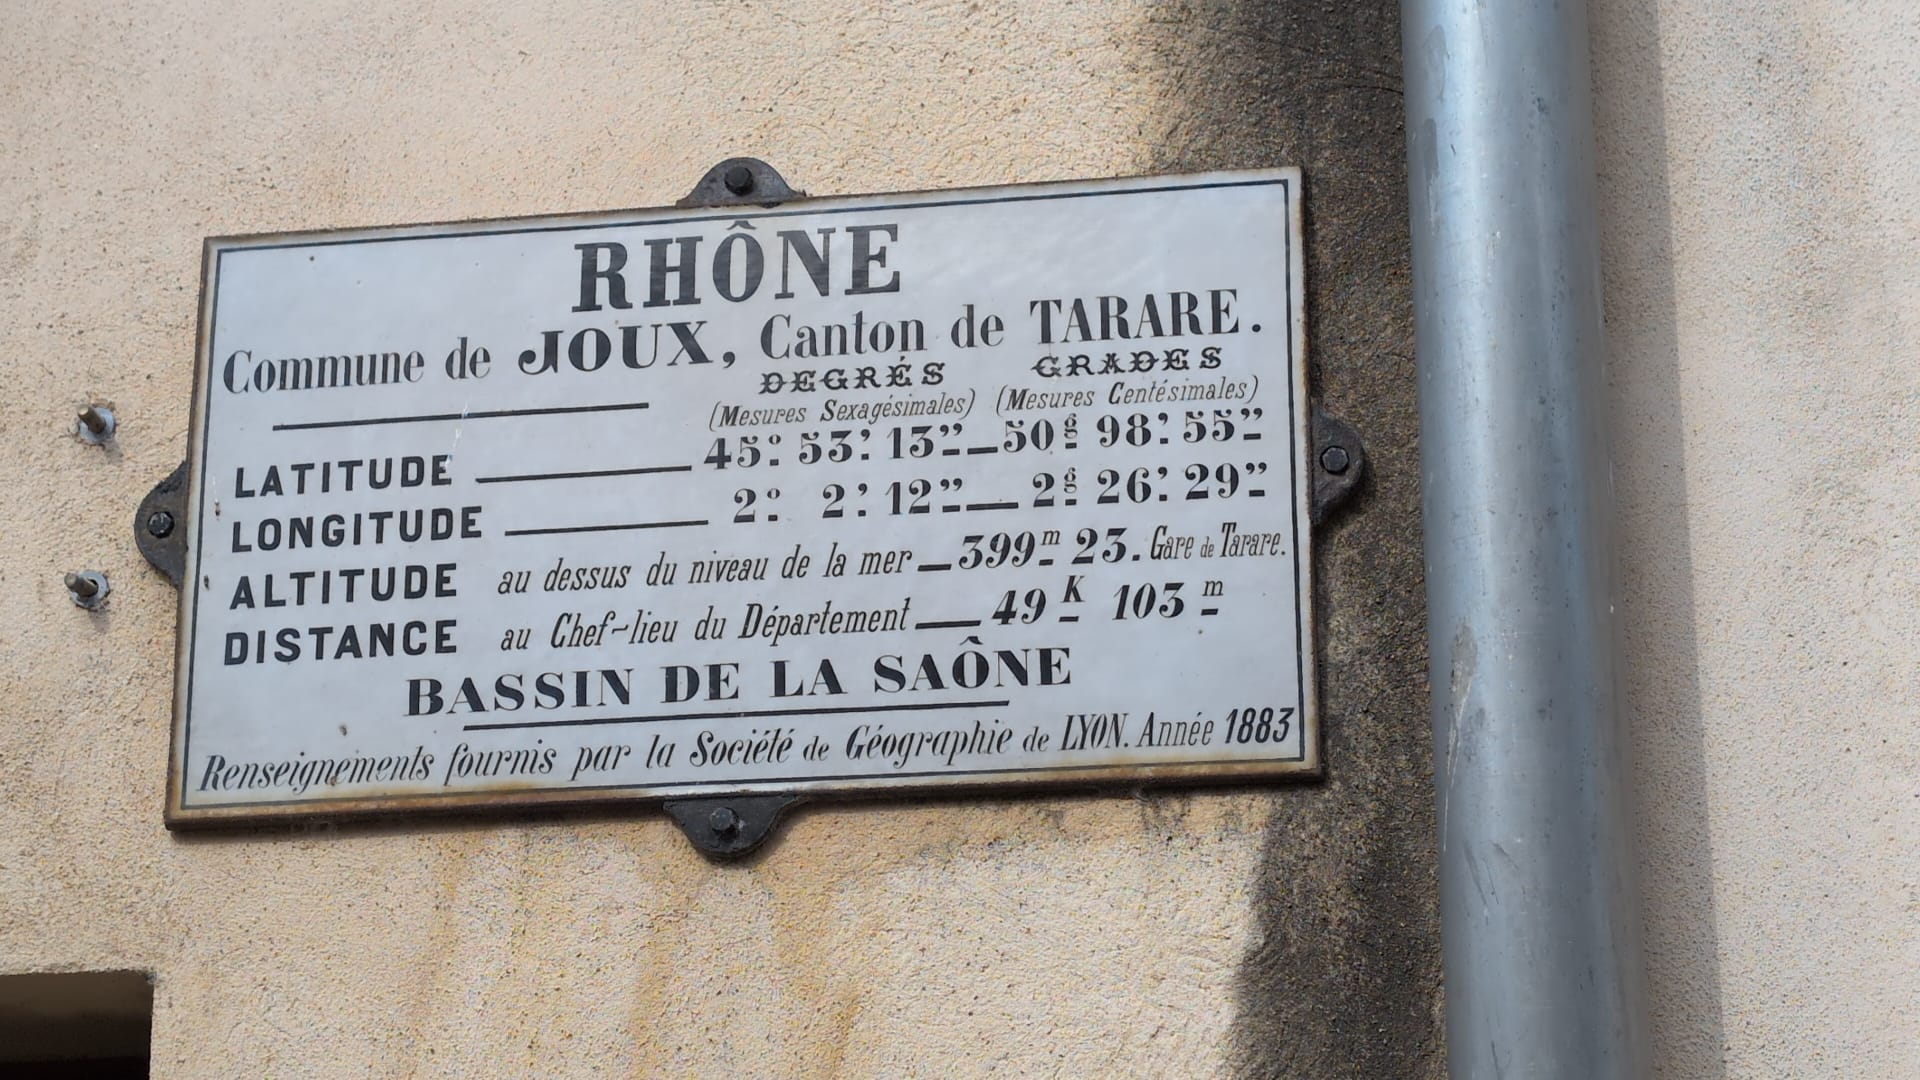 RHÔNE
Commune de JOUX, Canton de TARARE.
DEGRÉS GRADES
(Mesures Sexagésimales) (Mesures Centésimales)
LATITUDE — 45° 53' 13" — 50g 98' 55"
LONGITUDE — 2° 2' 12" — 2g 26' 29"
ALTITUDE au dessus du niveau de la mer — 399m 23. Gare de Tarare.
DISTANCE au Chef-lieu du Département — 49K 103m
BASSIN DE LA SAÔNE
Renseignements fournis par la Société de Géographie de LYON. Année 1883